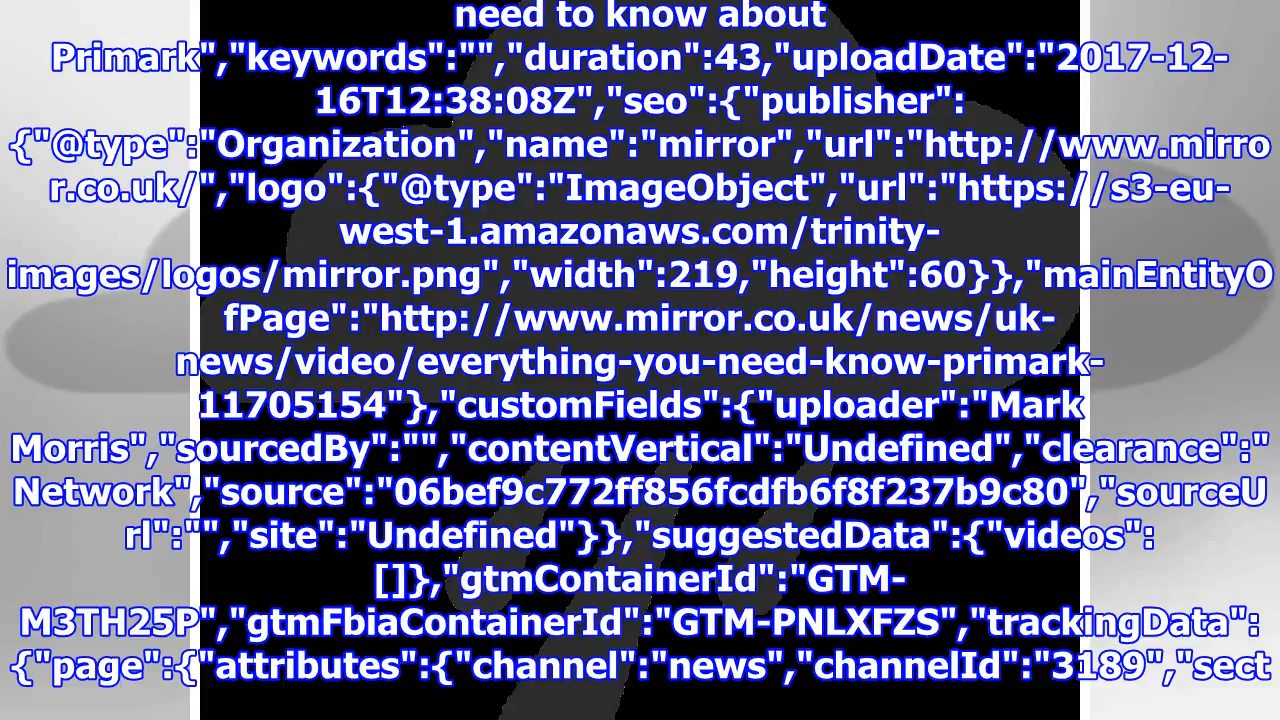 need to know about
Primark","keywords":"","duration":43,"uploadDate":"2017-12-
16T12:38:08Z","seo":{"publisher":
{"@type":"Organization","name":"mirror","url":"http://www.mirro
r.co.uk/","logo":{"@type":"ImageObject","url":"https://s3-eu-
west-1.amazonaws.com/trinity-
images/logos/mirror.png","width":219,"height":60}},"mainEntityO
fPage":"http://www.mirror.co.uk/news/uk-
news/video/everything-you-need-know-primark-
11705154"},"customFields":{"uploader":"Mark
Morris","sourcedBy":"","contentVertical":"Undefined","clearance":"
Network","source":"06bef9c772ff856fcdfb6f8f237b9c80","sourceU
rl":"","site":"Undefined"}},"suggestedData":{"videos":
[]},"gtmContainerId":"GTM-
M3TH25P","gtmFbiaContainerId":"GTM-PNLXFZS","trackingData":
{"page":{"attributes":{"channel":"news","channelId":"3189","sect